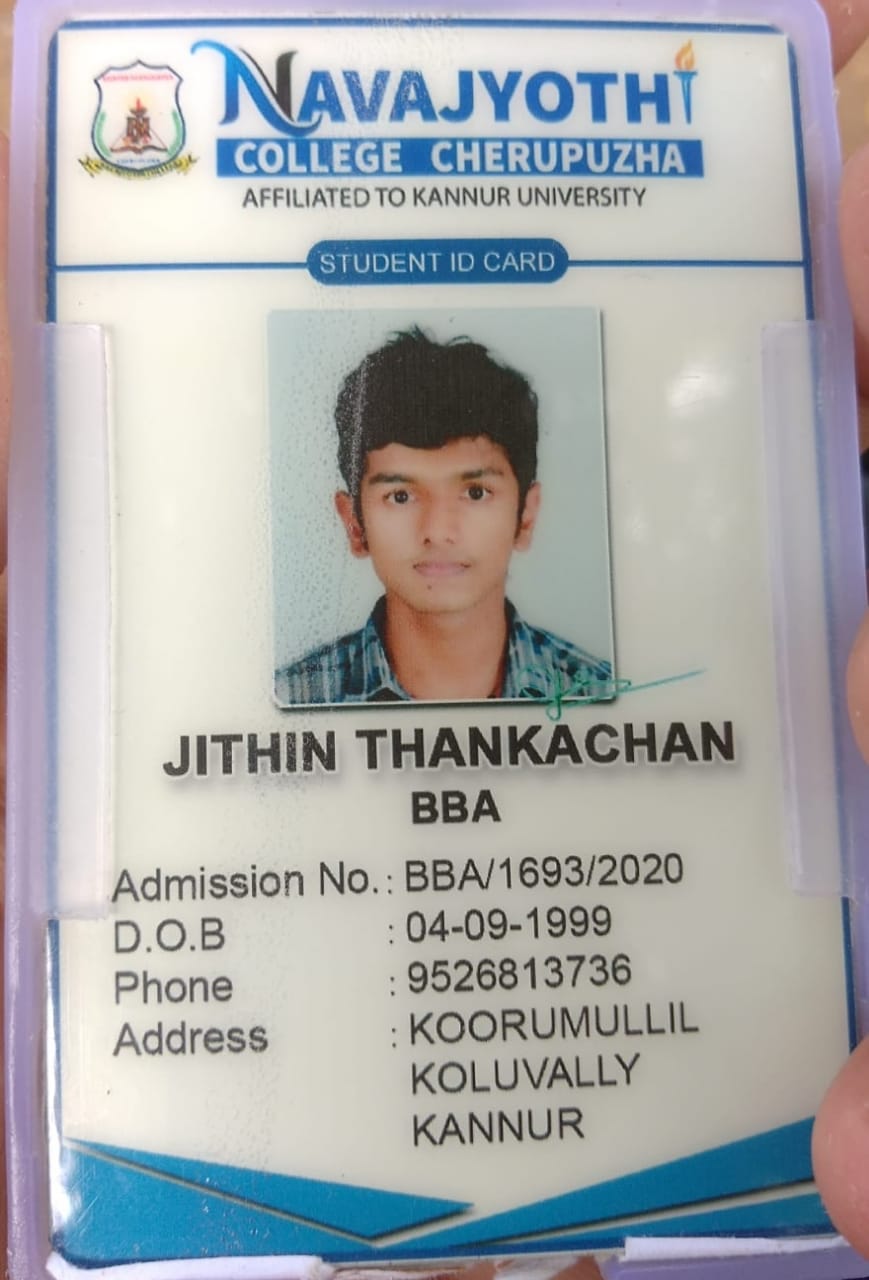 NAVAJYOTHI
COLLEGE CHERUPUZHA
AFFILIATED TO KANNUR UNIVERSITY
STUDENT ID CARD
JITHIN THANKACHAN
BBA
Admission No.: BBA/1693/2020
D.O.B : 04-09-1999
Phone : 9526813736
Address : KOORUMULLIL
KOLUVALLY
KANNUR